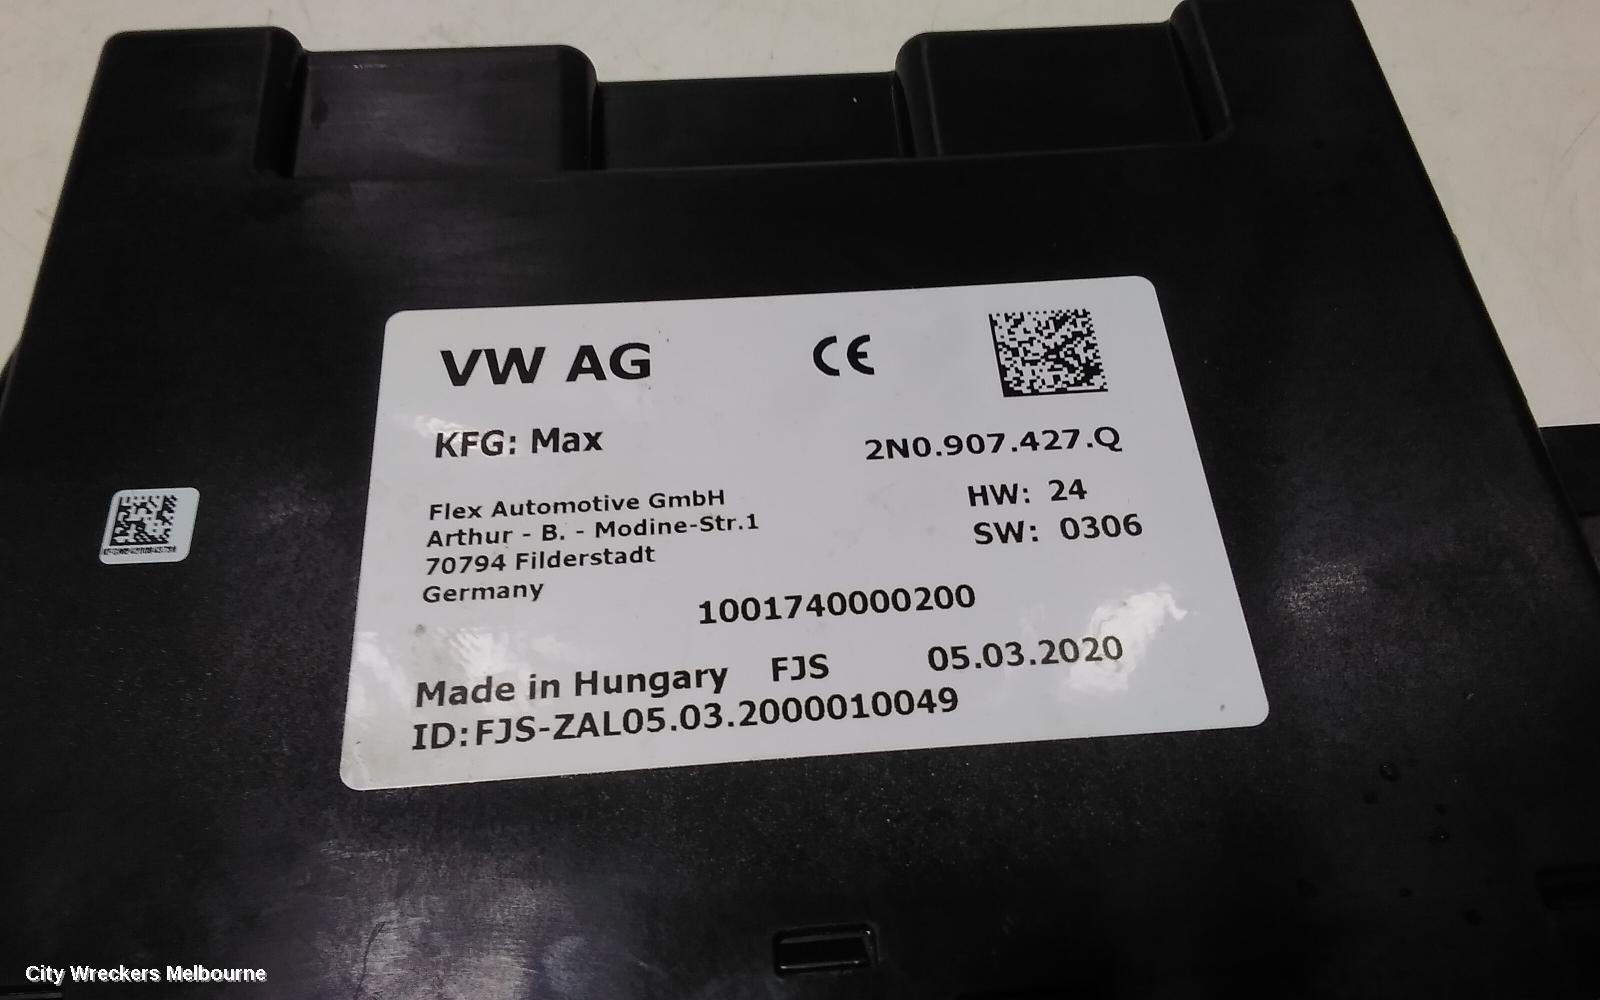 VW AG
CE
KFG: Max
2N0.907.427.Q
Flex Automotive GmbH
Arthur - B. - Modine-Str.1
70794 Filderstadt
Germany
HW: 24
SW: 0306
1001740000200
Made in Hungary FJS 05.03.2020
ID:FJS-ZAL05.03.2000010049
City Wreckers Melbourne